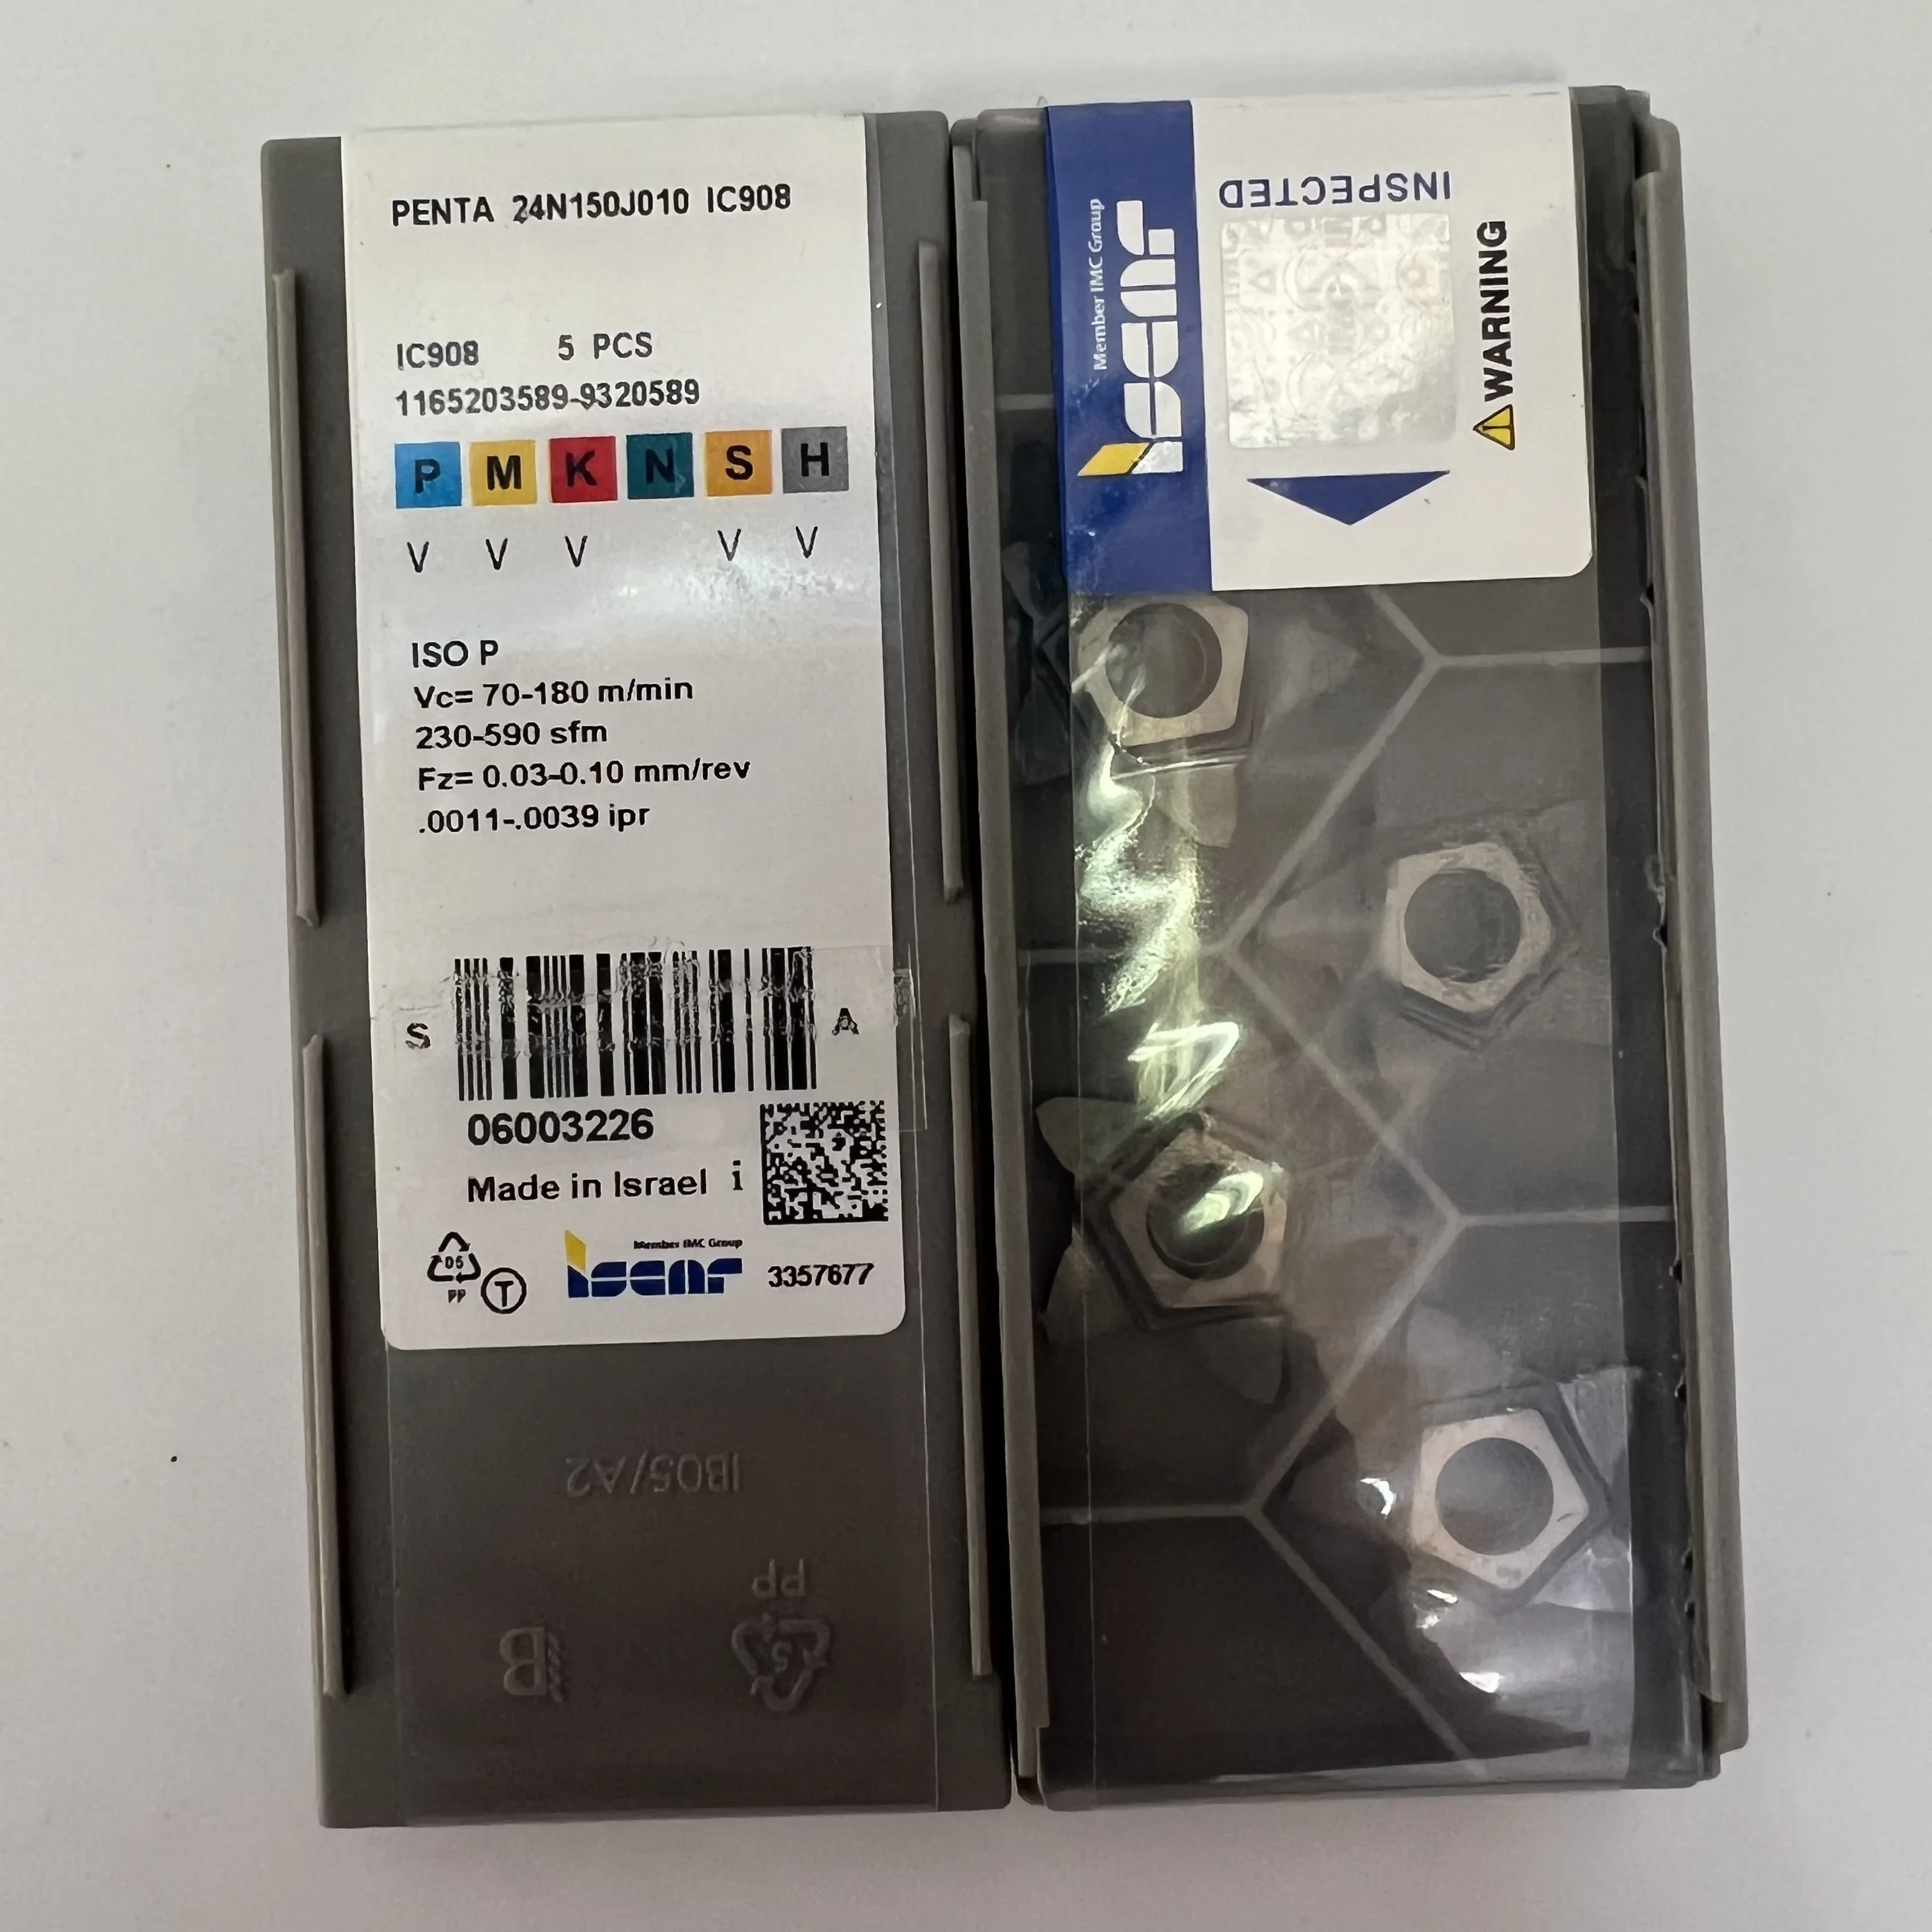 PENTA 24N150J010 IC908
IC908 5 PCS
1165203589-9320589
P M K N S H
V V V V V
ISO P
Vc= 70-180 m/min
230-590 sfm
Fz= 0.03-0.10 mm/rev
.0011-.0039 ipr
S A
06003226
Made in Israel i
05
PP
T
Member IMC Group
iscar
3357677
IB05/A2
PP
5
B
INSPECTED
Member IMC Group
iscar
WARNING